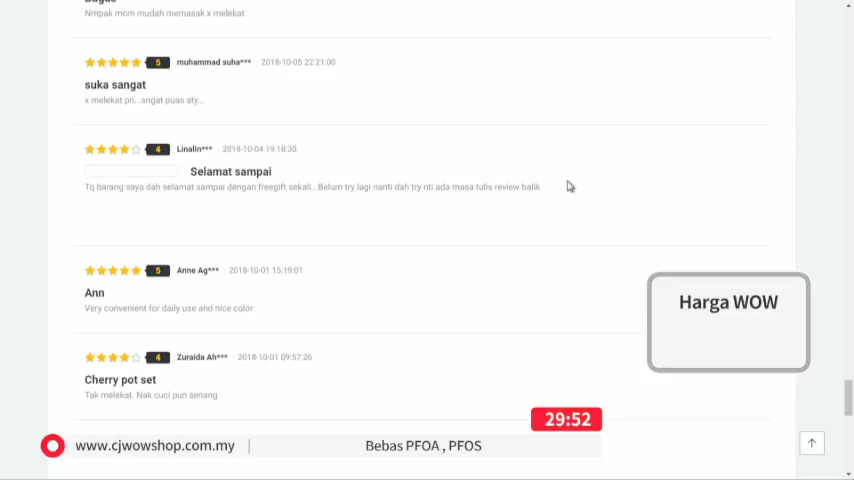 Nmpak mcm mudah memasak x melekat
5 muhammad suha*** 2018-10-05 22:21:00
suka sangat
x melekat pn...sngat puas aty...
4 Linalin*** 2018-10-04 19:18:30
Selamat sampai
Tq barang saya dah selamat sampai dengan freegift sekali.. Belum try lagi nanti dah try nti ada masa tulis review balik
5 Anne Ag*** 2018-10-01 15:19:01
Ann
Very convenient for daily use and nice color
Harga WOW
4 Zuraida Ah*** 2018-10-01 09:57:26
Cherry pot set
Tak melekat. Nak cuci pun senang
29:52
www.cjwowshop.com.my | Bebas PFOA , PFOS